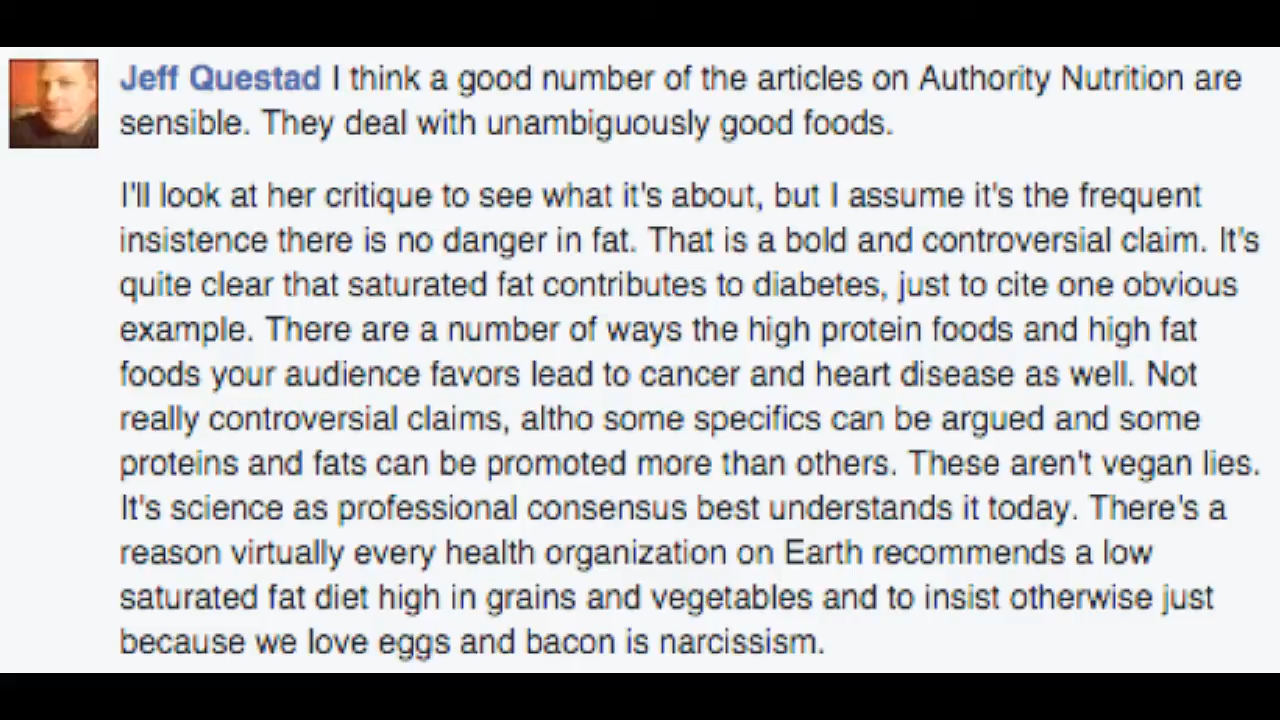 Jeff Questad I think a good number of the articles on Authority Nutrition are
sensible. They deal with unambiguously good foods.
I'll look at her critique to see what it's about, but I assume it's the frequent
insistence there is no danger in fat. That is a bold and controversial claim. It's
quite clear that saturated fat contributes to diabetes, just to cite one obvious
example. There are a number of ways the high protein foods and high fat
foods your audience favors lead to cancer and heart disease as well. Not
really controversial claims, altho some specifics can be argued and some
proteins and fats can be promoted more than others. These aren't vegan lies.
It's science as professional consensus best understands it today. There's a
reason virtually every health organization on Earth recommends a low
saturated fat diet high in grains and vegetables and to insist otherwise just
because we love eggs and bacon is narcissism.